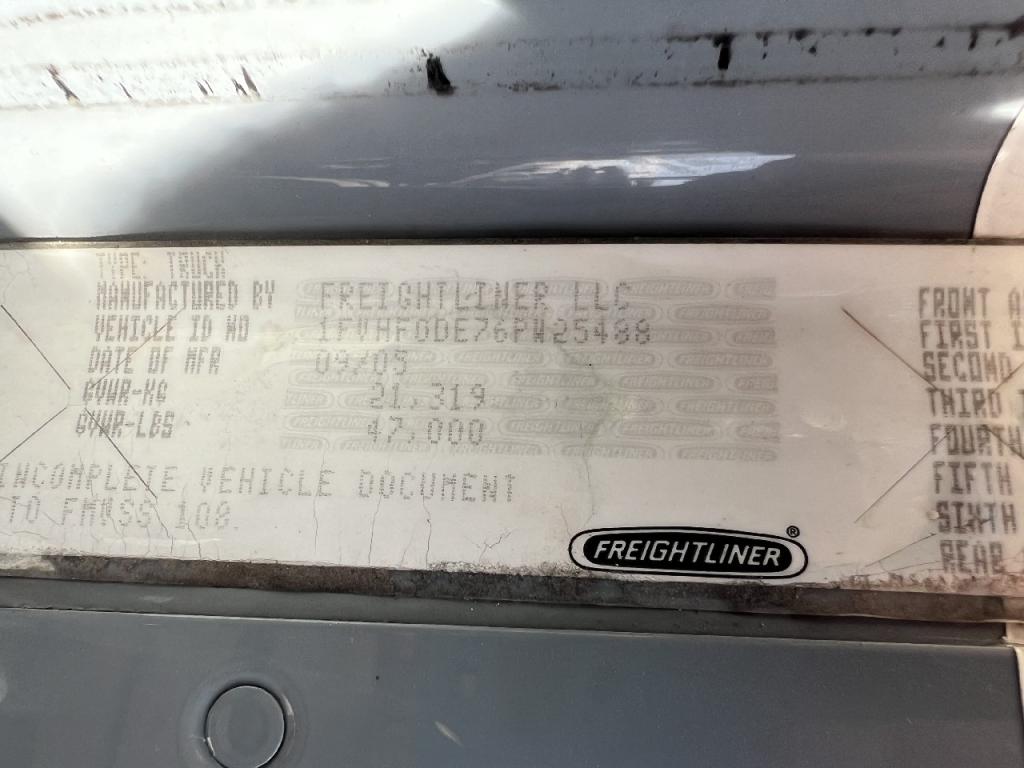 TYPE: TRUCK
MANUFACTURED BY FREIGHTLINER LLC
VEHICLE ID NO 1FVHFGDE76PW25488
DATE OF MFR 09/05
GVWR-KG 21,319
GVWR-LBS 47,000
INCOMPLETE VEHICLE DOCUMENT
TO FMVSS 108.
FREIGHTLINER ®
FRONT A
FIRST I
SECOND
THIRD I
FOURTH
FIFTH
SIXTH
REAR